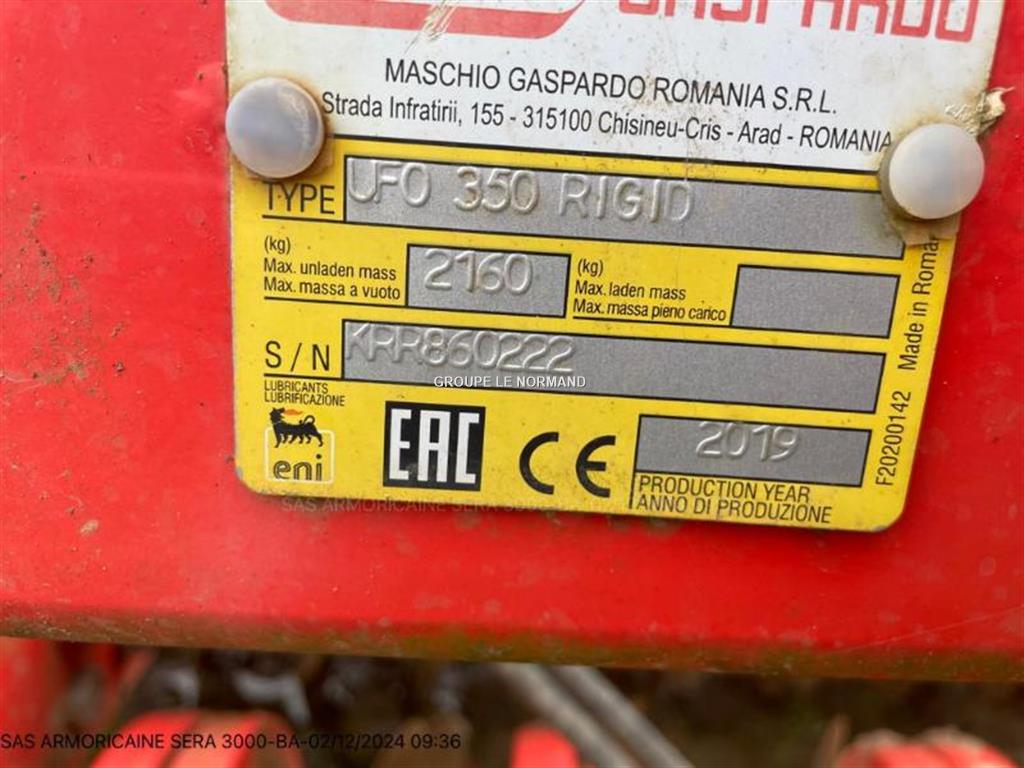 GASPARDO
MASCHIO GASPARDO ROMANIA S.R.L.
Strada Infratirii, 155 - 315100 Chisineu-Cris - Arad - ROMANIA
TYPE UFO 350 RIGID
(kg)
Max. unladen mass
Max. massa a vuoto
2160
(kg)
Max. laden mass
Max. massa pieno carico
S/N KRR860222
GROUPE LE NORMAND
LUBRICANTS
LUBRIFICAZIONE
eni
EAC
CE
2019
PRODUCTION YEAR
ANNO DI PRODUZIONE
F20200142 Made in Romania
SAS ARMORICAINE SERA 3000
SAS ARMORICAINE SERA 3000-BA-02/12/2024 09:36